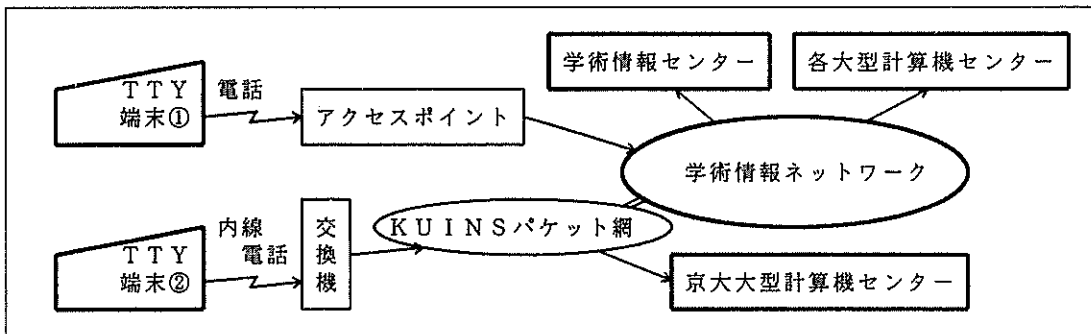 学術情報センター
各大型計算機センター
TTY
端末①
電話
アクセスポイント
学術情報ネットワーク
TTY
端末②
内線
電話
交換機
KUINSパケット網
京大大型計算機センター